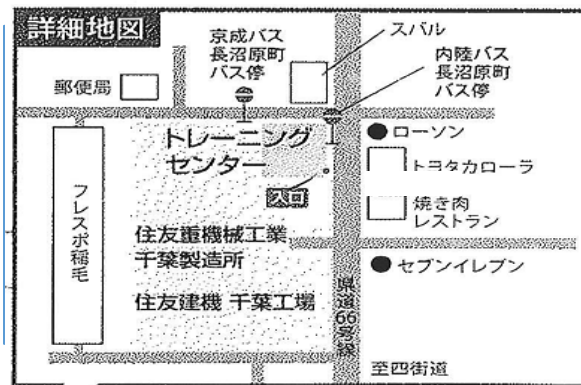 詳細地図
京成バス
長沼原町
バス停
スバル
内陸バス
長沼原町
バス停
郵便局
トレーニング
センター
ローソン
トヨタカローラ
入口
焼き肉
レストラン
フレスポ稲毛
住友重機械工業
千葉製造所
セブンイレブン
住友建機 千葉工場
県道66号線
至四街道